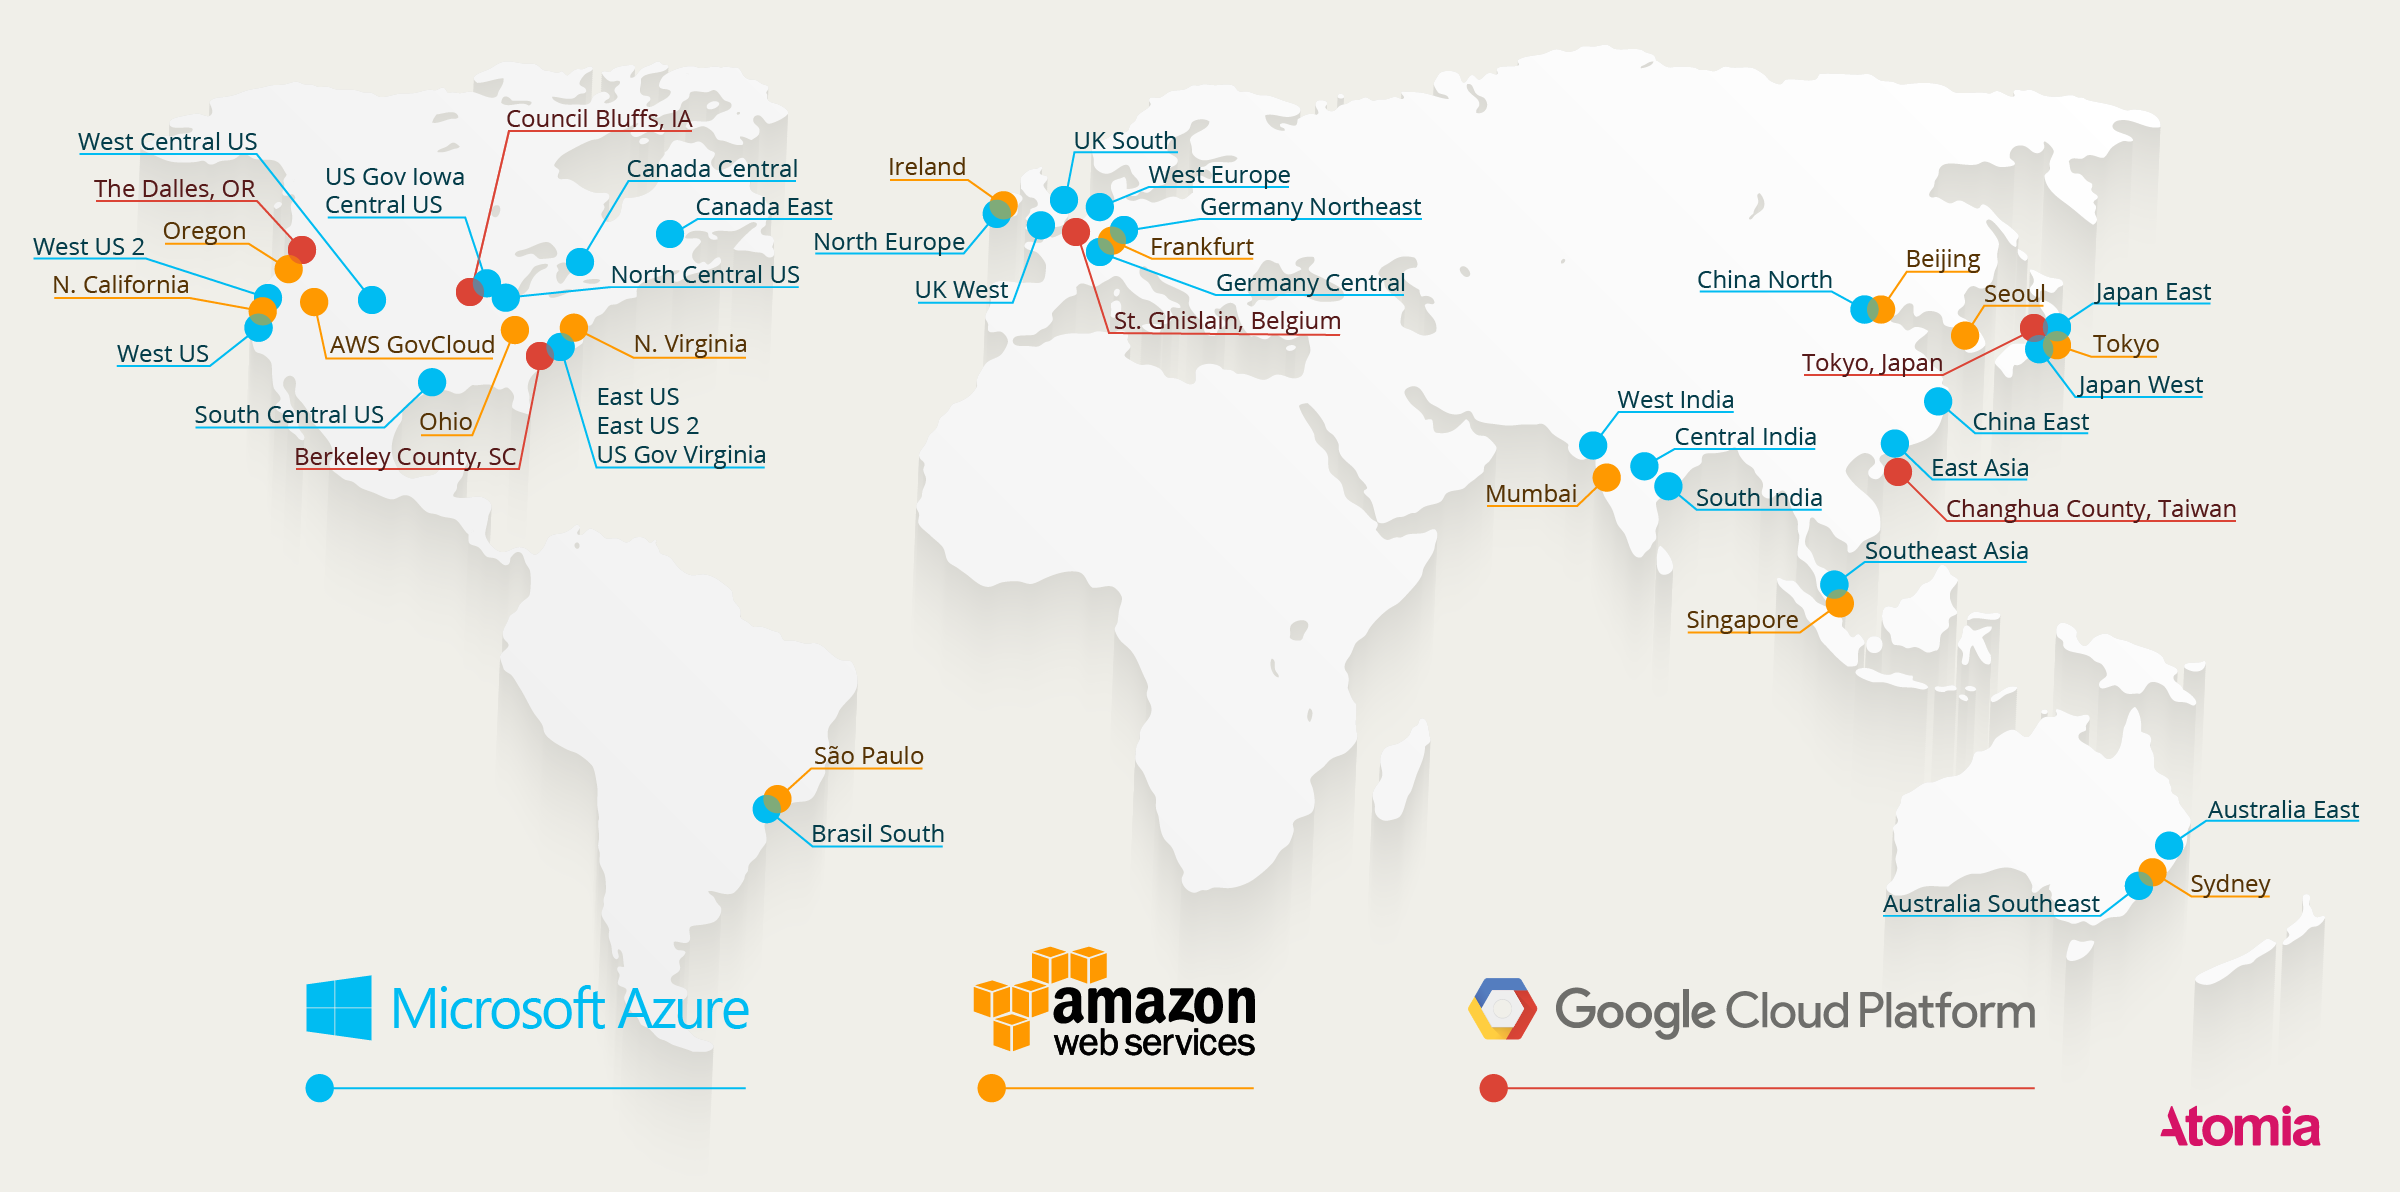 Council Bluffs, IA
West Central US
The Dalles, OR
US Gov Iowa
Central US
Canada Central
Canada East
Oregon
West US 2
N. California
North Central US
West US
AWS GovCloud
N. Virginia
South Central US
Ohio
East US
East US 2
US Gov Virginia
Berkeley County, SC
UK South
Ireland
West Europe
Germany Northeast
North Europe
Frankfurt
UK West
Germany Central
St. Ghislain, Belgium
Beijing
China North
Seoul
Japan East
Tokyo
Tokyo, Japan
Japan West
West India
China East
Central India
East Asia
Mumbai
South India
Changhua County, Taiwan
Southeast Asia
Singapore
São Paulo
Brasil South
Australia East
Sydney
Australia Southeast
Microsoft Azure
amazon
web services
Google Cloud Platform
Atomia